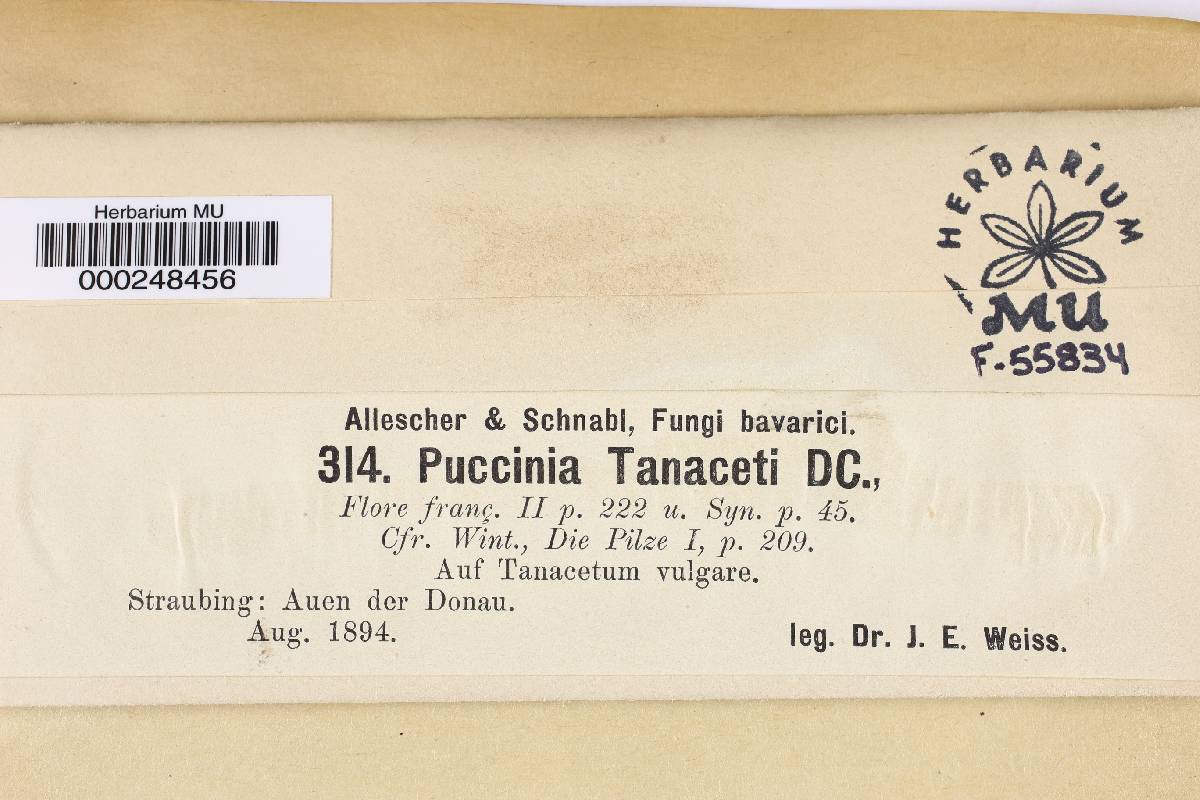 Herbarium MU
000248456
HERBARIUM
MU
F-55834
Allescher & Schnabl, Fungi bavarici.
314. Puccinia Tanaceti DC.,
Flore franç. II p. 222 u. Syn. p. 45.
Cfr. Wint., Die Pilze I, p. 209.
Auf Tanacetum vulgare.
Straubing: Auen der Donau.
Aug. 1894.
leg. Dr. J. E. Weiss.